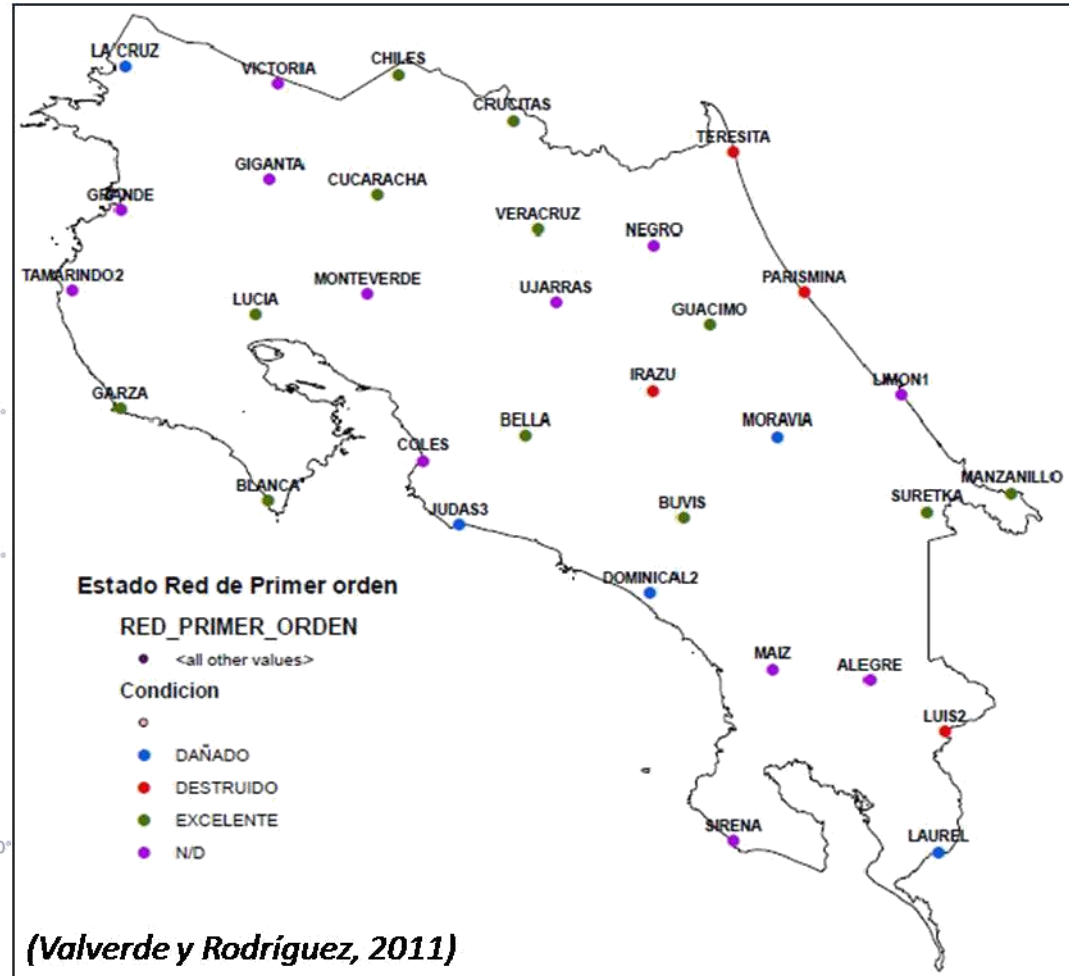 LA CRUZ
VICTORIIA
CHILES
CRUCITAS
TERESITA
GIGANTA
CUCARACHA
GRANDE
VERACRUZ
NEGRO
TAMARINDO2
MONTEVERDE
UJARRAS
PARISMINA
LUCIA
GUACIMO
IRAZU
LIMON1
GARZA
BELLA
MORAVIA
COLES
BLANCA
MANZANILLO
SURETKA
JUDAS3
BUVIS
DOMINICAL2
Estado Red de Primer orden
RED_PRIMER_ORDEN
<all other values>
Condicion
DAÑADO
DESTRUIDO
EXCELENTE
N/D
MAIZ
ALEGRE
LUIS2
SIRENA
LAUREL
(Valverde y Rodríguez, 2011)